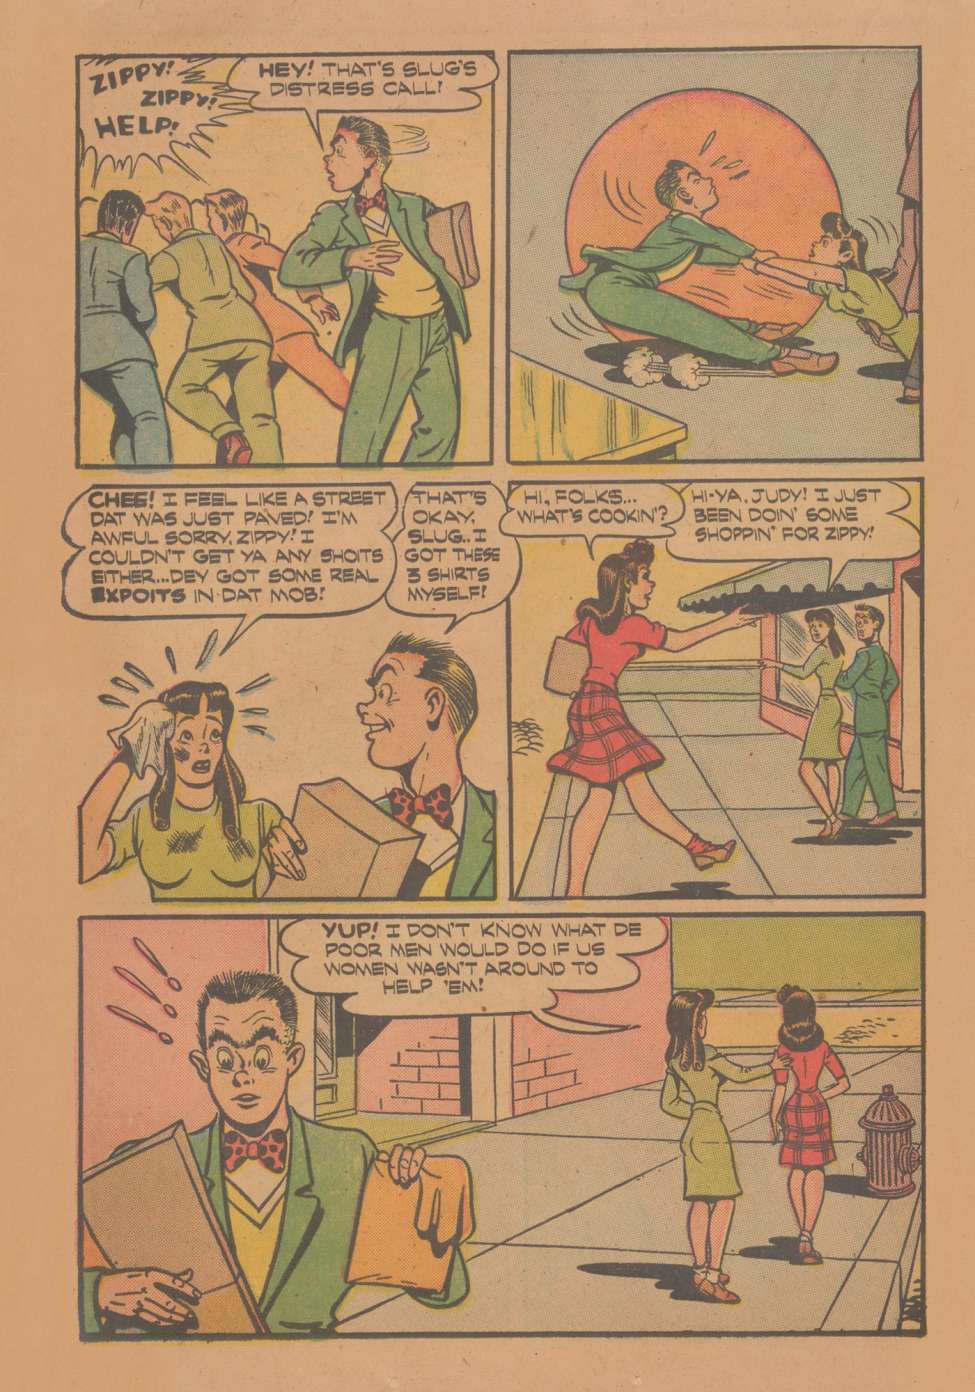 ZIPPY!
ZIPPY!
HELP!
HEY! THAT'S SLUG'S
DISTRESS CALL!
CHEE! I FEEL LIKE A STREET
DAT WAS JUST PAVED! I'M
AWFUL SORRY, ZIPPY! I
COULDN'T GET YA ANY SHOITS
EITHER...DEY GOT SOME REAL
EXPOITS IN DAT MOB!
THAT'S
OKAY,
SLUG.. I
GOT THESE
3 SHIRTS
MYSELF!
HI, FOLKS...
WHAT'S COOKIN'?
HI-YA, JUDY! I JUST
BEEN DOIN' SOME
SHOPPIN' FOR ZIPPY!
YUP! I DON'T KNOW WHAT DE
POOR MEN WOULD DO IF US
WOMEN WASN'T AROUND TO
HELP 'EM!